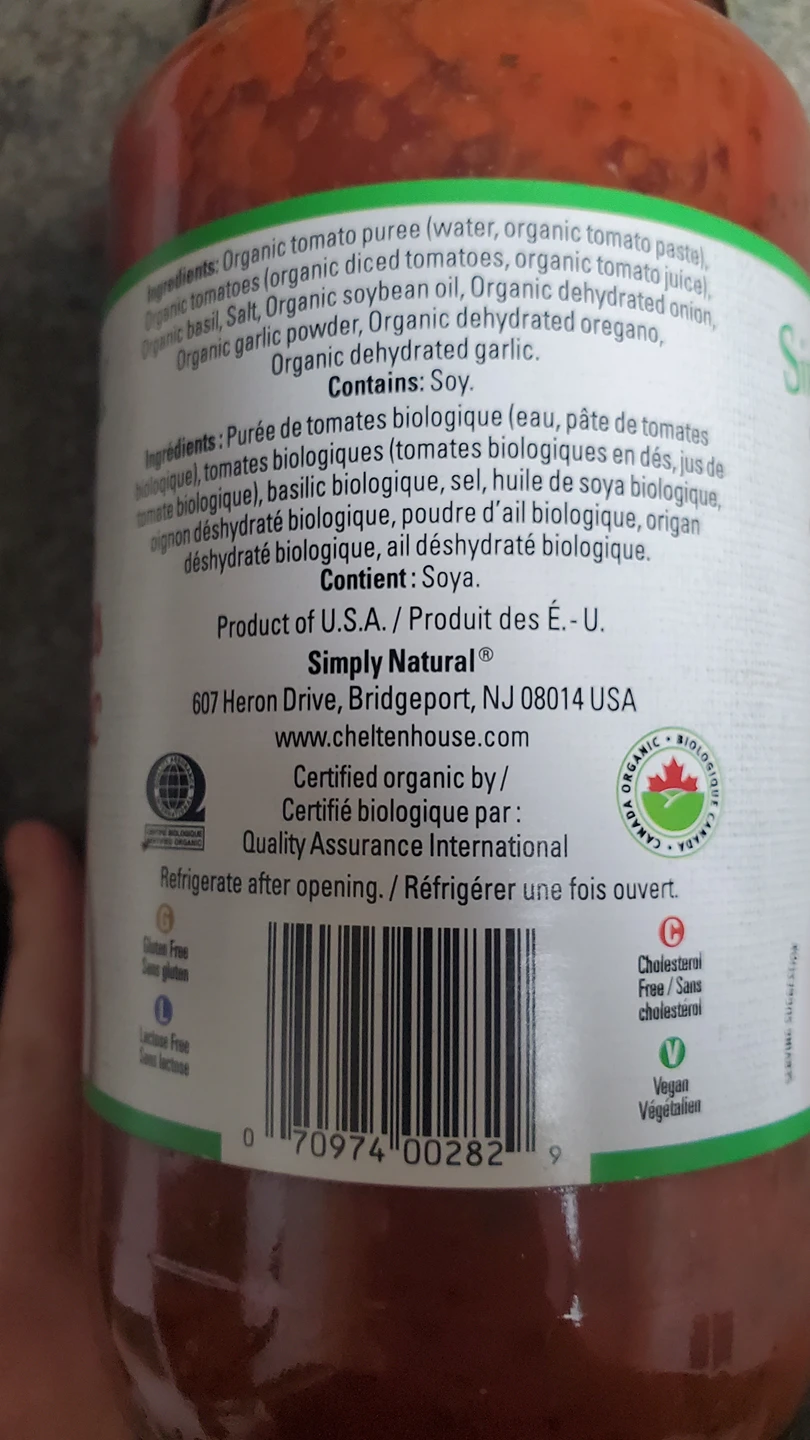 Ingredients: Organic tomato puree (water, organic tomato paste),
Organic tomatoes (organic diced tomatoes, organic tomato juice),
Organic basil, Salt, Organic soybean oil, Organic dehydrated onion,
Organic garlic powder, Organic dehydrated oregano,
Organic dehydrated garlic.
Contains: Soy.
Ingrédients : Purée de tomates biologique (eau, pâte de tomates
biologique), tomates biologiques (tomates biologiques en dés, jus de
tomate biologique), basilic biologique, sel, huile de soya biologique,
oignon déshydraté biologique, poudre d'ail biologique, origan
déshydraté biologique, ail déshydraté biologique.
Contient : Soya.
Product of U.S.A. / Produit des É.- U.
Simply Natural®
607 Heron Drive, Bridgeport, NJ 08014 USA
www.cheltenhouse.com
Certified organic by /
Certifié biologique par :
Quality Assurance International
CERTIFIÉ BIOLOGIQUE
CERTIFIED ORGANIC
CANADA ORGANIC • BIOLOGIQUE CANADA •
Refrigerate after opening. / Réfrigérer une fois ouvert.
G
Gluten Free
Sans gluten
L
Lactose Free
Sans lactose
C
Cholesterol
Free / Sans
cholestérol
V
Vegan
Végétalien
0 70974 00282 9
Si